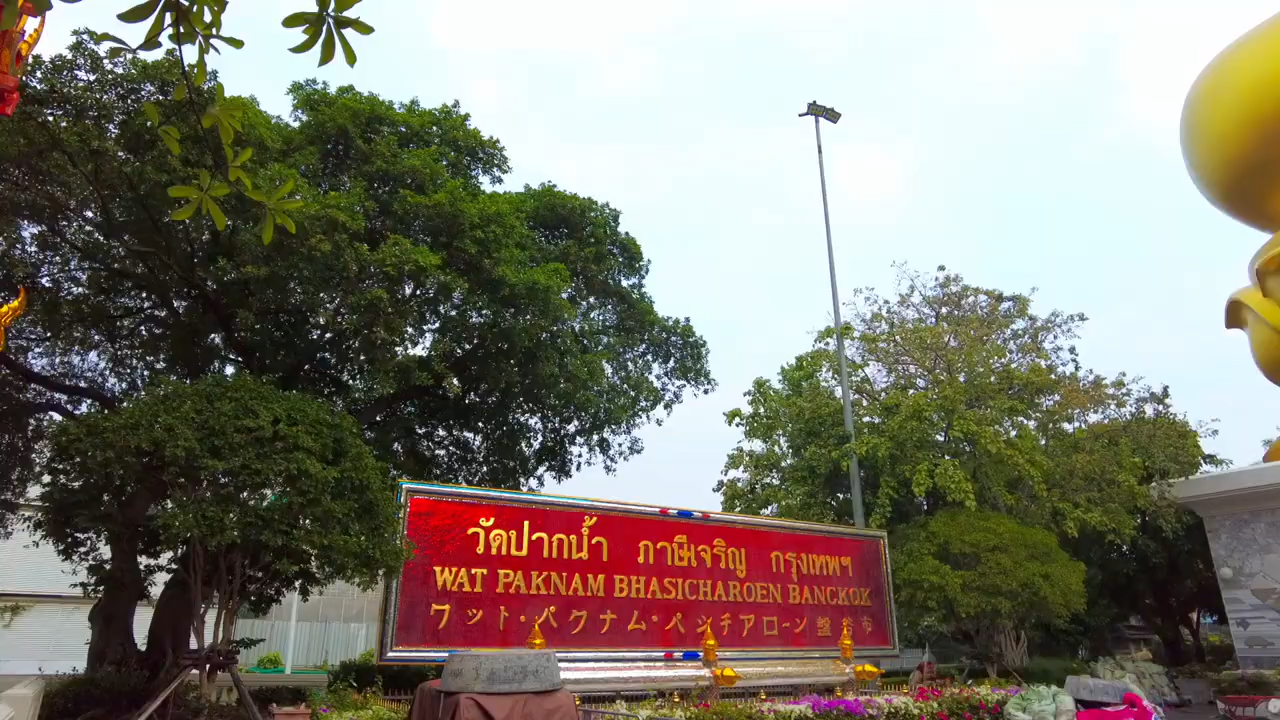 วัดปากน้ำ ภาษีเจริญ กรุงเทพฯ
WAT PAKNAM BHASICHAROEN BANGKOK
ワット・パクナム・パシチアローン 盤谷市